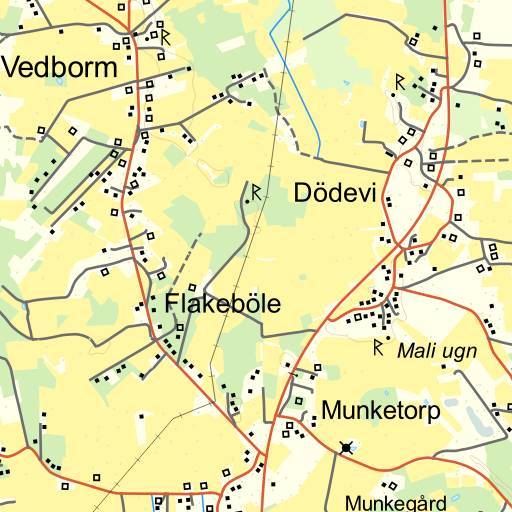 Vedborm
Dödevi
Flakeböle
Mali ugn
Munketorp
Munkegård